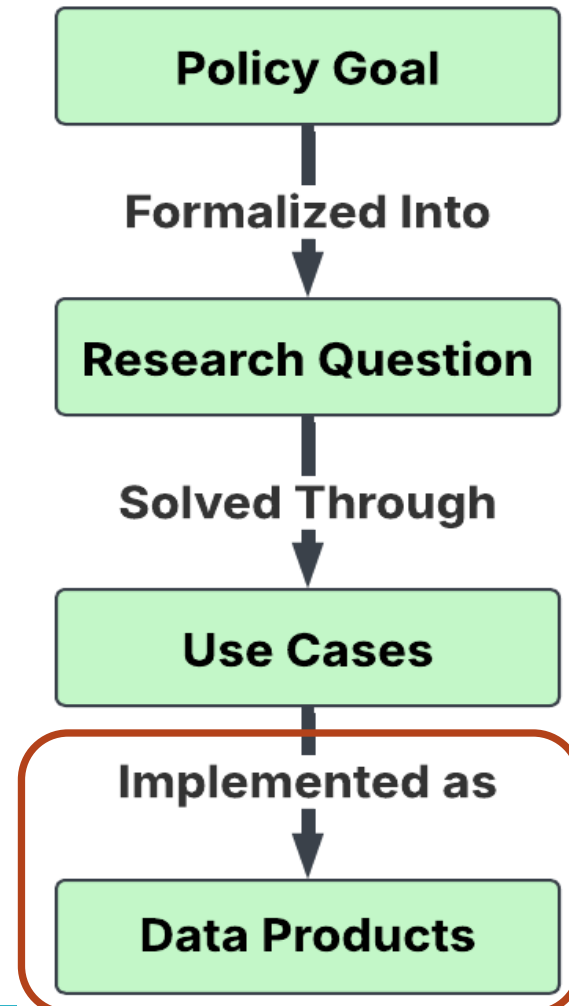 Policy Goal
Formalized Into
Research Question
Solved Through
Use Cases
Implemented as
Data Products